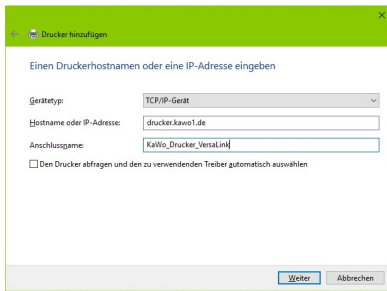 Drucker hinzufügen
Einen Druckerhostnamen oder eine IP-Adresse eingeben
Gerätetyp: TCP/IP-Gerät
Hostname oder IP-Adresse: drucker.kawo1.de
Anschlussname: KaWo_Drucker_VersaLink
Den Drucker abfragen und den zu verwendenden Treiber automatisch auswählen
Weiter Abbrechen